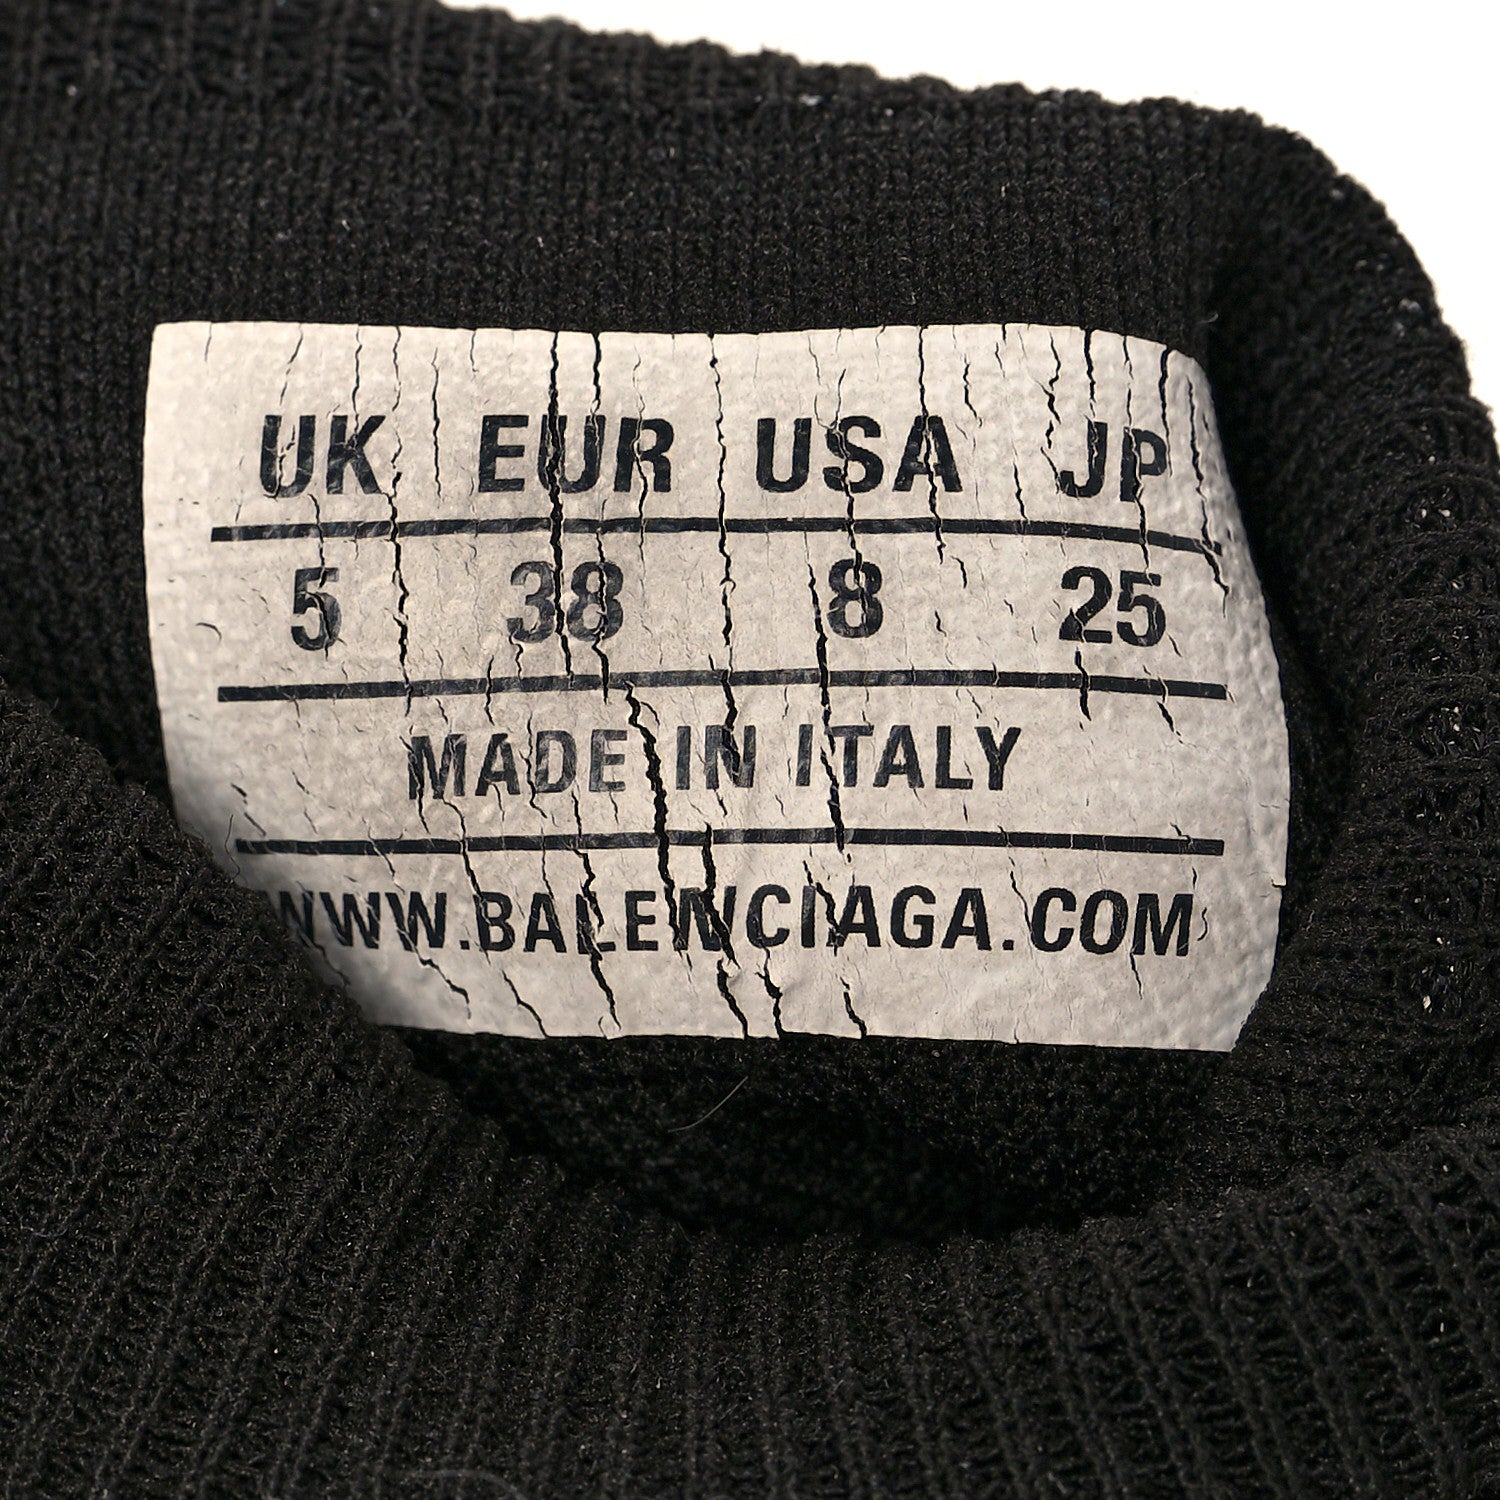 UK EUR USA JP
5 38 8 25
MADE IN ITALY
WWW.BALENCIAGA.COM